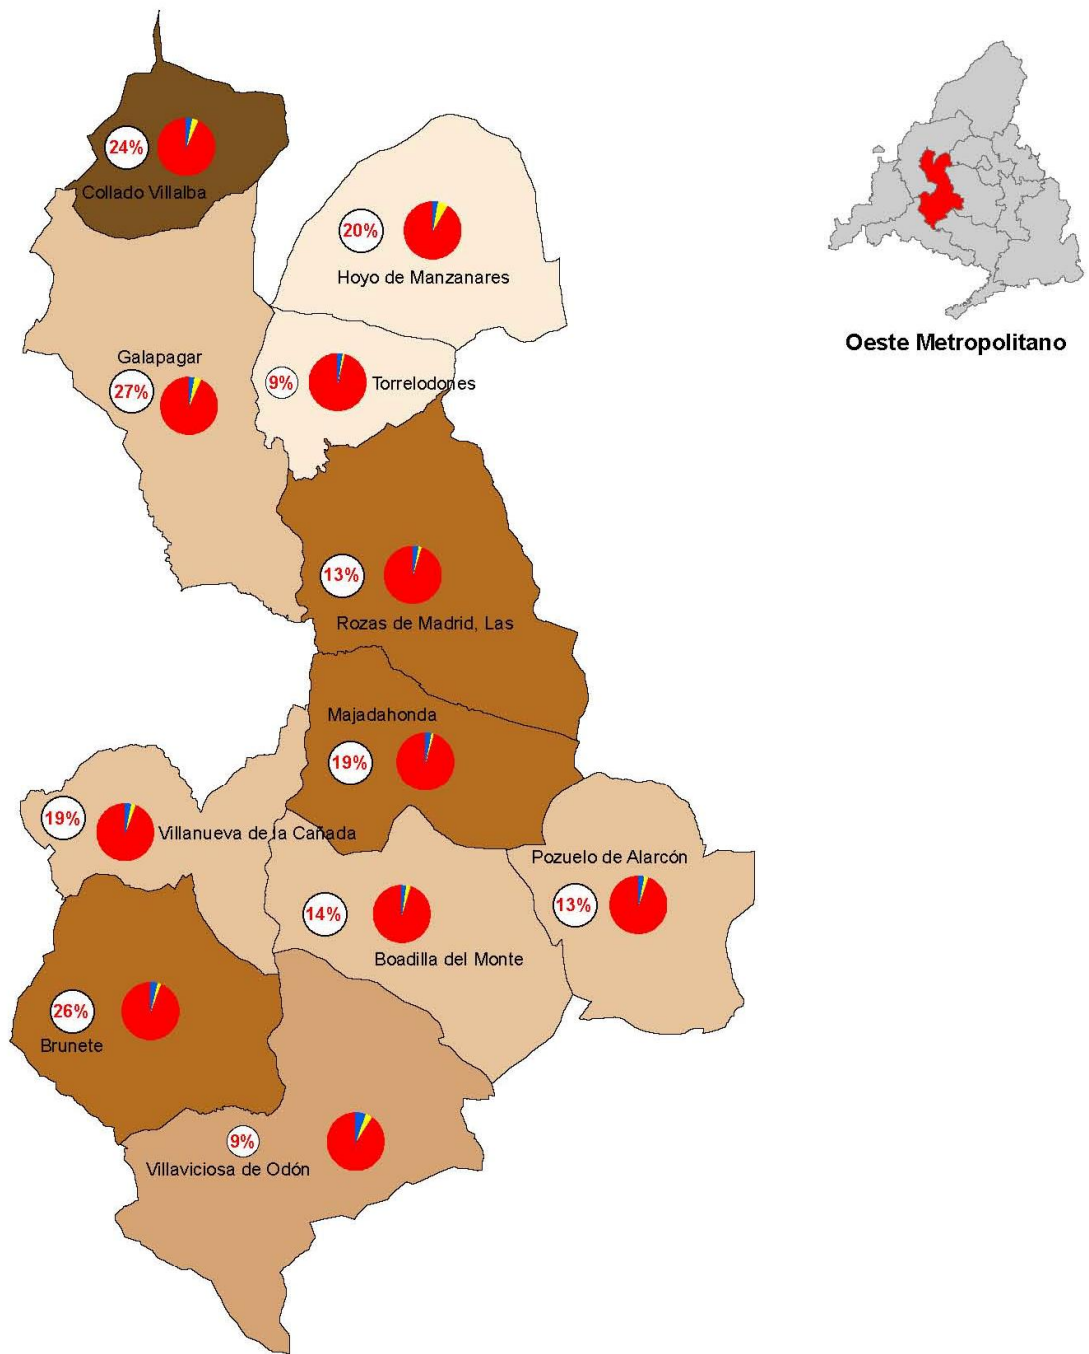 24%
Collado Villalba
20%
Hoyo de Manzanares
Oeste Metropolitano
Galapagar
27%
9%
Torrelodones
13%
Rozas de Madrid, Las
Majadahonda
19%
19%
Villanueva de la Cañada
Pozuelo de Alarcón
13%
14%
Boadilla del Monte
26%
Brunete
9%
Villaviciosa de Odón